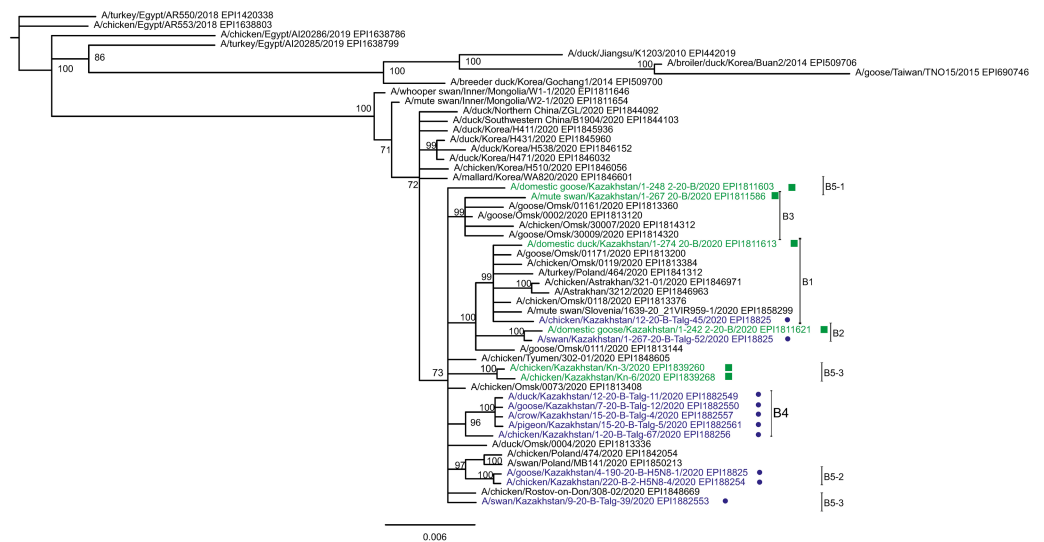 A/turkey/Egypt/AR550/2018 EPI1420338
A/chicken/Egypt/AR553/2018 EPI1638803
A/chicken/Egypt/AI20286/2019 EPI1638786
A/turkey/Egypt/AI20285/2019 EPI1638799
86
100
A/duck/Jiangsu/K1203/2010 EPI442019
100
100
A/broiler/duck/Korea/Buan2/2014 EPI509706
100
A/goose/Taiwan/TNO15/2015 EPI690746
A/breeder duck/Korea/Gochang1/2014 EPI509700
A/whooper swan/Inner/Mongolia/W1-1/2020 EPI1811646
A/mute swan/Inner/Mongolia/W2-1/2020 EPI1811654
100
A/duck/Northern China/ZGL/2020 EPI1844092
A/duck/Southwestern China/B1904/2020 EPI1844103
A/duck/Korea/H411/2020 EPI1845936
A/duck/Korea/H431/2020 EPI1845960
99
A/duck/Korea/H538/2020 EPI1846152
71
A/duck/Korea/H471/2020 EPI1846032
A/chicken/Korea/H510/2020 EPI1846056
A/mallard/Korea/WA820/2020 EPI1846601
72
A/domestic goose/Kazakhstan/1-248 2-20-B/2020 EPI1811603
B5-1
A/mute swan/Kazakhstan/1-267 20-B/2020 EPI1811586
A/goose/Omsk/01161/2020 EPI1813360
99
A/goose/Omsk/0002/2020 EPI1813120
B3
A/chicken/Omsk/30007/2020 EPI1814312
A/goose/Omsk/30009/2020 EPI1814320
A/domestic duck/Kazakhstan/1-274 20-B/2020 EPI1811613
A/goose/Omsk/01171/2020 EPI1813200
A/chicken/Omsk/0119/2020 EPI1813384
A/turkey/Poland/464/2020 EPI1841312
99
100
A/chicken/Astrakhan/321-01/2020 EPI1846971
B1
A/Astrakhan/3212/2020 EPI1846963
A/chicken/Omsk/0118/2020 EPI1813376
A/mute swan/Slovenia/1639-20_21VIR959-1/2020 EPI1858299
A/chicken/Kazakhstan/12-20-B-Talg-45/2020 EPI18825
A/domestic goose/Kazakhstan/1-242 2-20-B/2020 EPI1811621
B2
100
A/swan/Kazakhstan/1-267-20-B-Talg-52/2020 EPI18825
100
A/goose/Omsk/0111/2020 EPI1813144
A/chicken/Tyumen/302-01/2020 EPI1848605
73
100
A/chicken/Kazakhstan/Kn-3/2020 EPI1839260
B5-3
A/chicken/Kazakhstan/Kn-6/2020 EPI1839268
A/chicken/Omsk/0073/2020 EPI1813408
A/duck/Kazakhstan/12-20-B-Talg-11/2020 EPI1882549
100
A/goose/Kazakhstan/7-20-B-Talg-12/2020 EPI1882550
A/crow/Kazakhstan/15-20-B-Talg-4/2020 EPI1882557
B4
96
A/pigeon/Kazakhstan/15-20-B-Talg-5/2020 EPI1882561
A/chicken/Kazakhstan/1-20-B-Talg-67/2020 EPI188256
A/duck/Omsk/0004/2020 EPI1813336
A/chicken/Poland/474/2020 EPI1842054
97
100
A/swan/Poland/MB141/2020 EPI1850213
100
A/goose/Kazakhstan/4-190-20-B-H5N8-1/2020 EPI18825
B5-2
A/chicken/Kazakhstan/220-B-2-H5N8-4/2020 EPI188254
A/chicken/Rostov-on-Don/308-02/2020 EPI1848669
A/swan/Kazakhstan/9-20-B-Talg-39/2020 EPI1882553
B5-3
0.006